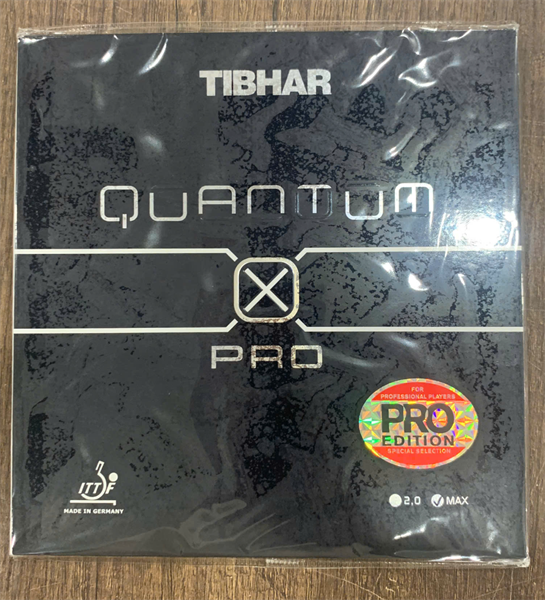 TIBHAR
QUANTUM
X
PRO
FOR
PROFESSIONAL PLAYERS
PRO
EDITION
SPECIAL SELECTION
ITTF
MADE IN GERMANY
2,0 MAX